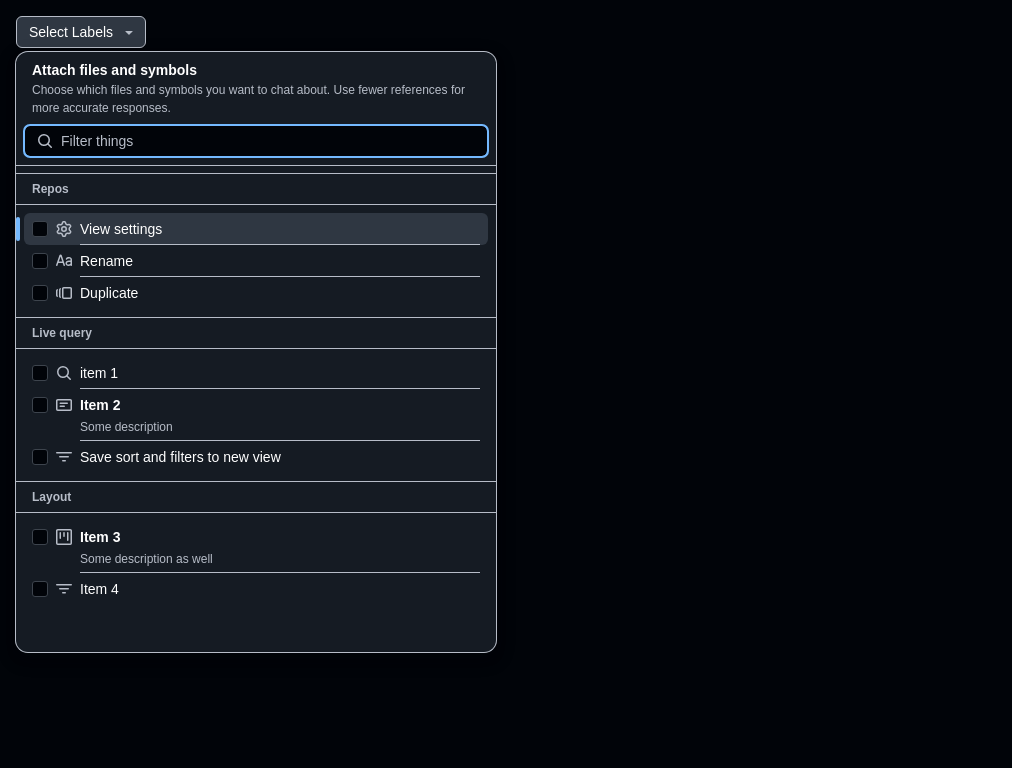 Select Labels
Attach files and symbols
Choose which files and symbols you want to chat about. Use fewer references for
more accurate responses.
Filter things
Repos
View settings
Rename
Duplicate
Live query
item 1
Item 2
Some description
Save sort and filters to new view
Layout
Item 3
Some description as well
Item 4